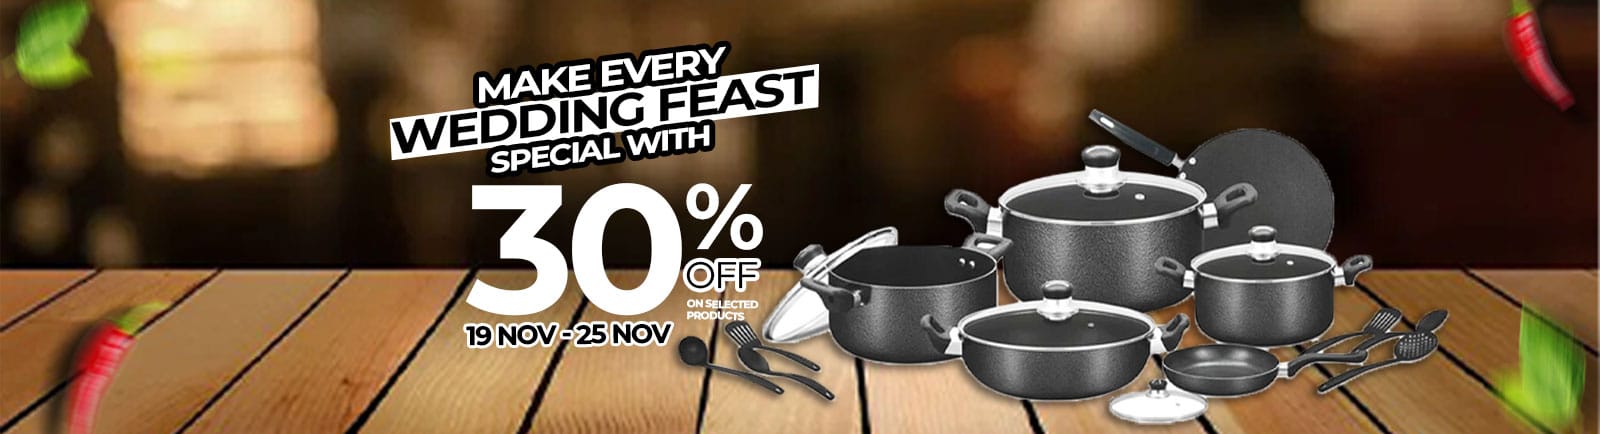 MAKE EVERY
WEDDING FEAST
SPECIAL WITH
30%
OFF
ON SELECTED
PRODUCTS
19 NOV - 25 NOV